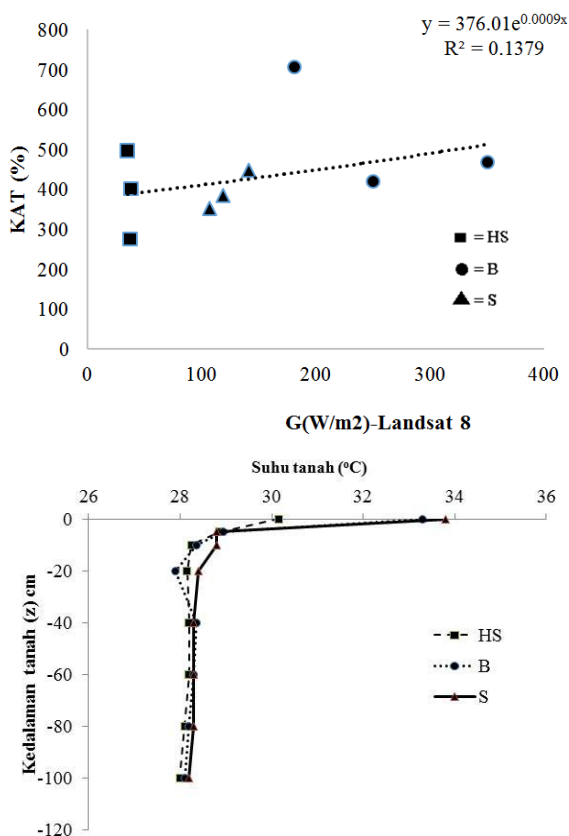 y = 376.01e^0.0009x
R² = 0.1379
800
700
600
500
400
300
200
100
0
KAT (%)
= HS
= B
= S
0 100 200 300 400
G(W/m2)-Landsat 8
Suhu tanah (°C)
26 28 30 32 34 36
0
-20
-40
-60
-80
-100
-120
Kedalaman tanah (z) cm
HS
B
S